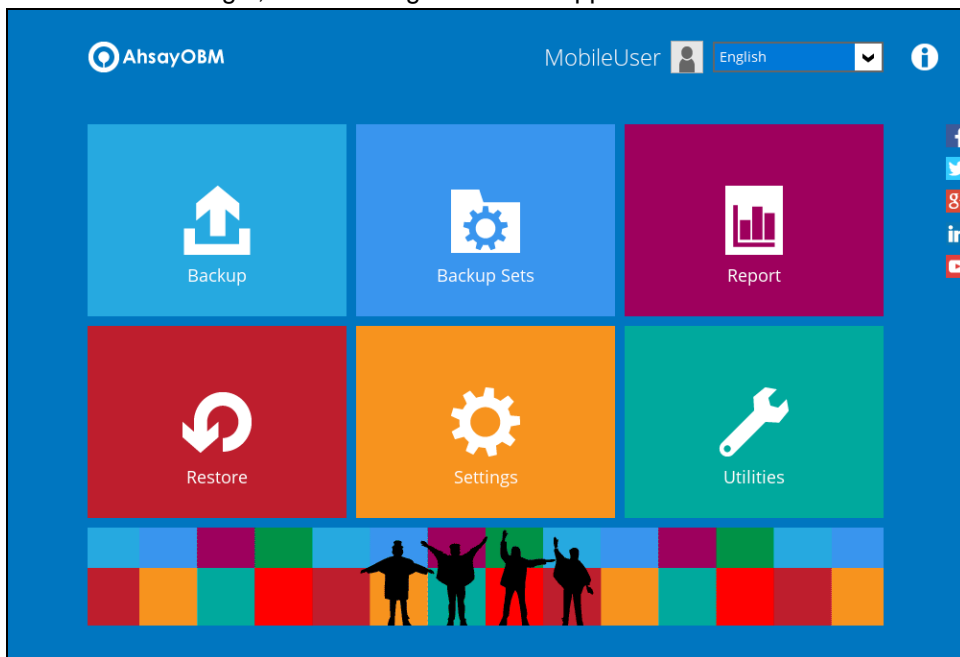 AhsayOBM
MobileUser
English
Backup
Backup Sets
Report
Restore
Settings
Utilities